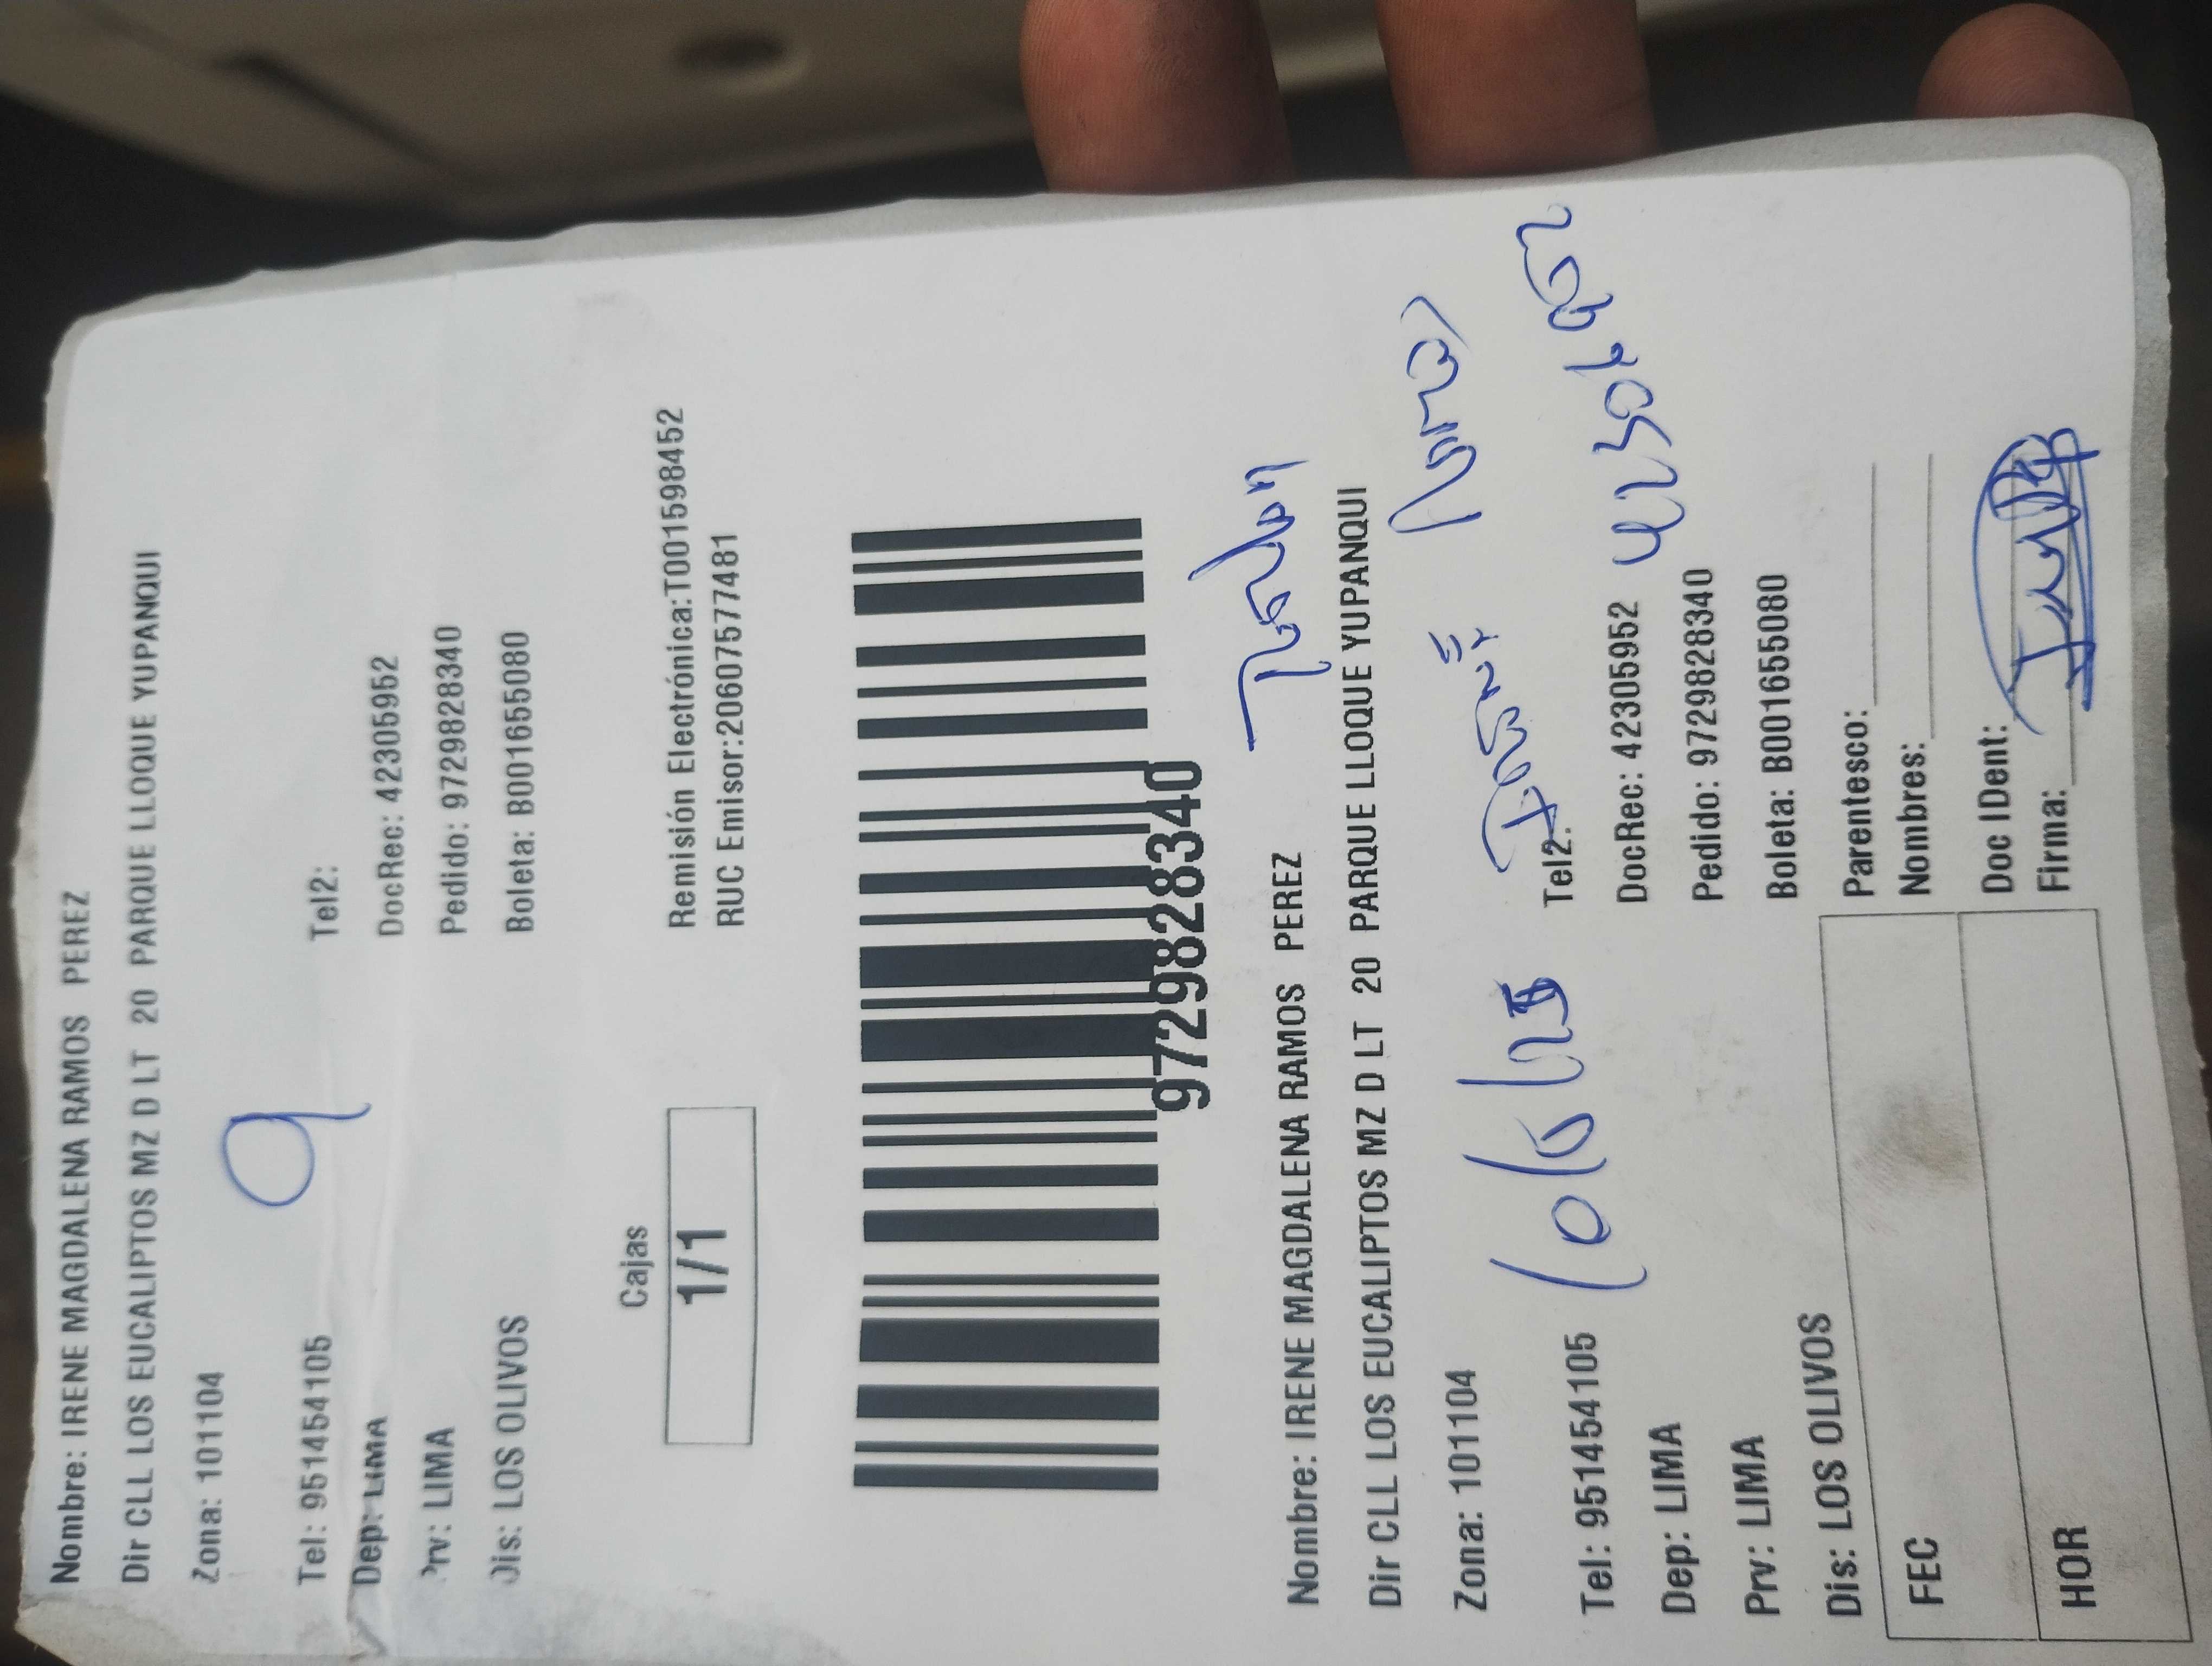 Nombre: IRENE MAGDALENA RAMOS PEREZ
Dir CLL LOS EUCALIPTOS MZ D LT 20 PARQUE LLOQUE YUPANQUI
Zona: 101104
9
Tel: 951454105 Tel2:
Dep: LIMA DocRec: 42305952
Prv: LIMA Pedido: 9729828340
Dis: LOS OLIVOS Boleta: B001655080
Cajas
1/1
Remisión Electrónica:T001598452
RUC Emisor:20607577481
9729828340
Titular
Nombre: IRENE MAGDALENA RAMOS PEREZ
Dir CLL LOS EUCALIPTOS MZ D LT 20 PARQUE LLOQUE YUPANQUI
Zona: 101104
Irene Ramos
Tel: 951454105 Tel2:
Dep: LIMA DocRec: 42305952
42305952
Prv: LIMA Pedido: 9729828340
Dis: LOS OLIVOS Boleta: B001655080
FEC
HOR
Parentesco:
Nombres:
Doc IDent:
Firma: